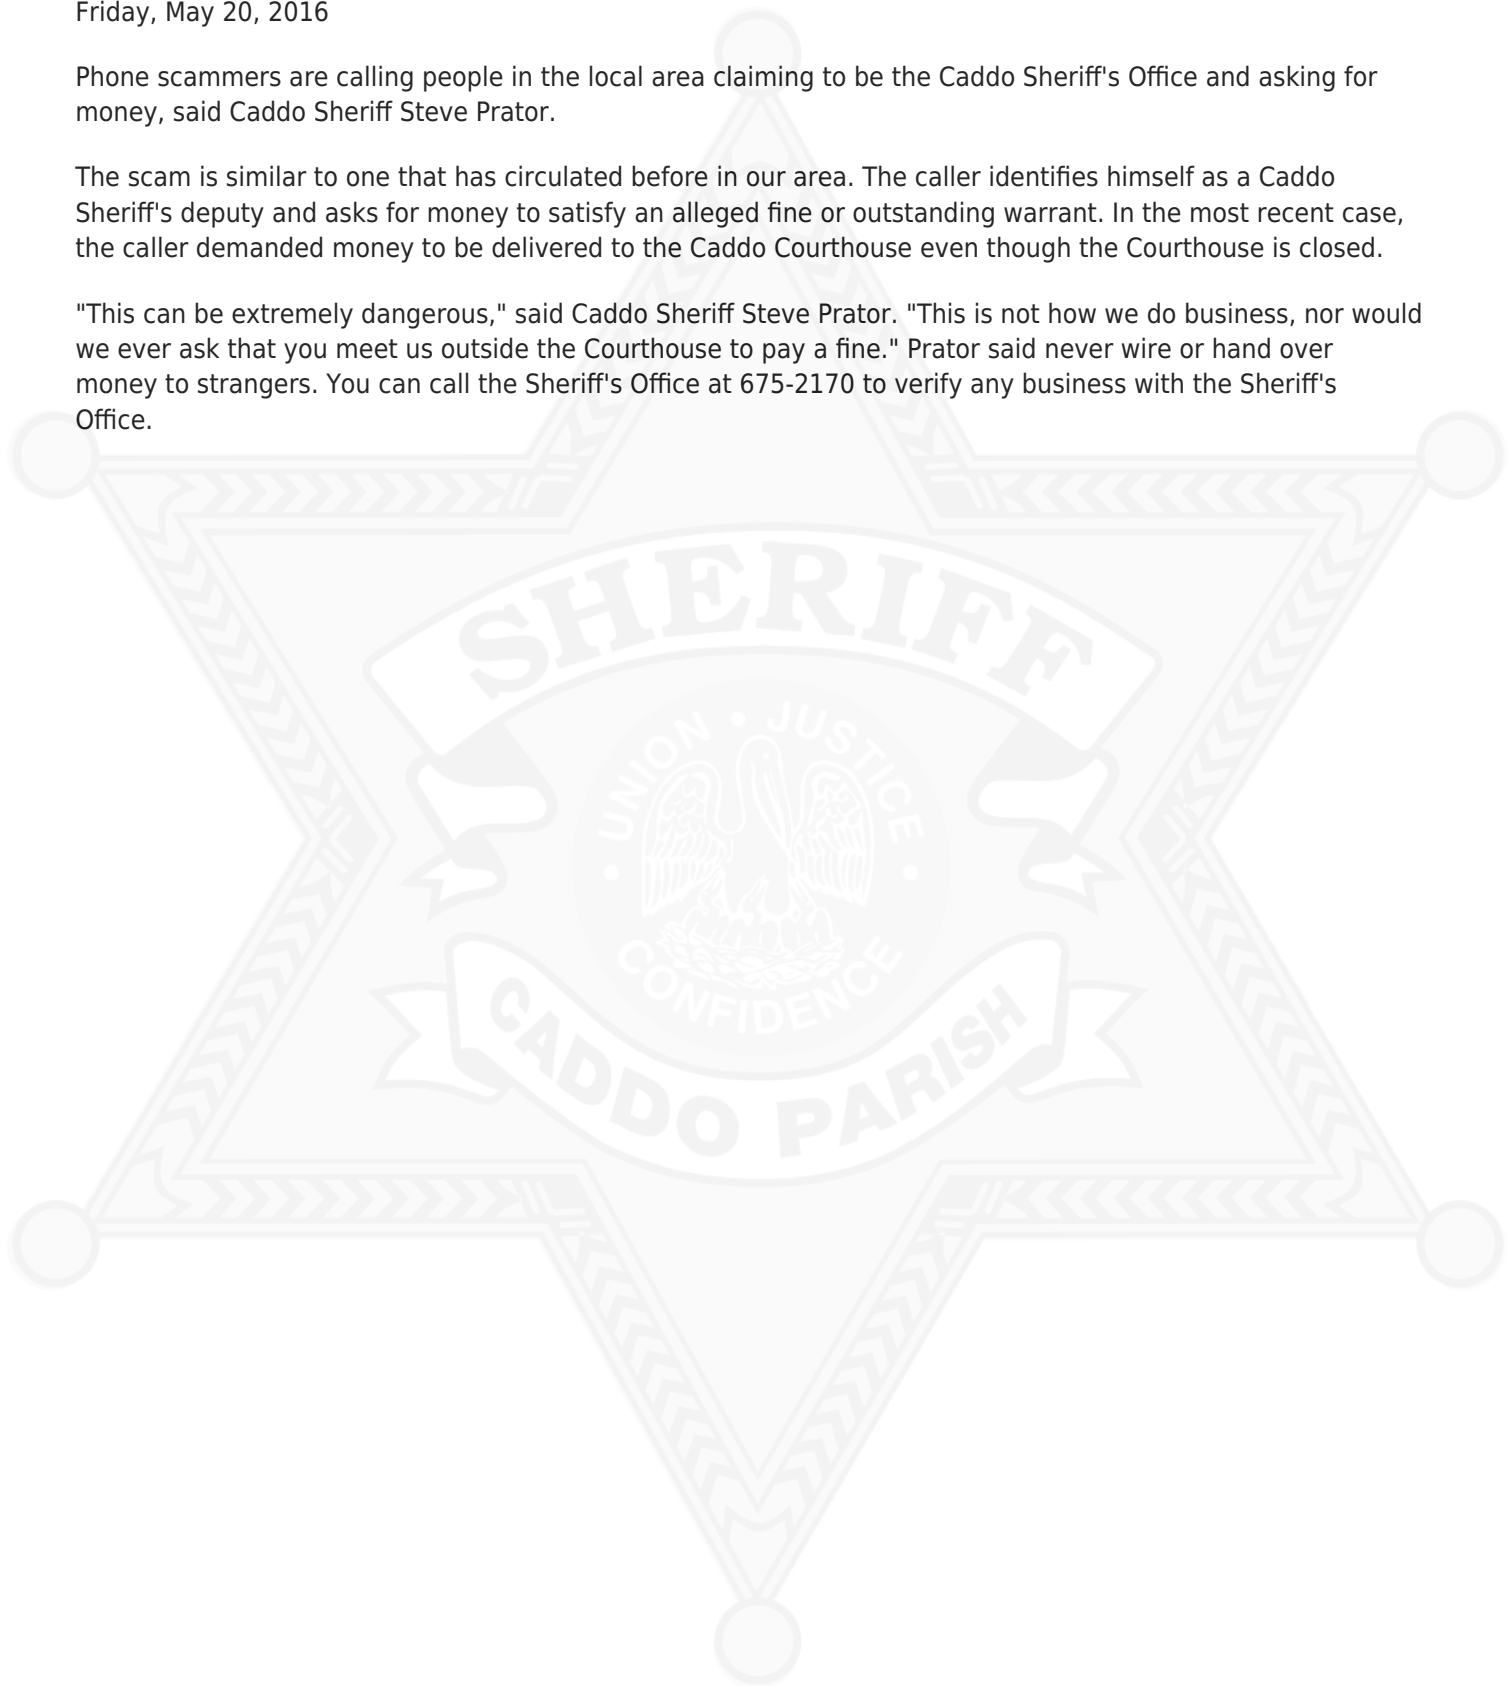 Friday, May 20, 2016
Phone scammers are calling people in the local area claiming to be the Caddo Sheriff's Office and asking for
money, said Caddo Sheriff Steve Prator.
The scam is similar to one that has circulated before in our area. The caller identifies himself as a Caddo
Sheriff's deputy and asks for money to satisfy an alleged fine or outstanding warrant. In the most recent case,
the caller demanded money to be delivered to the Caddo Courthouse even though the Courthouse is closed.
"This can be extremely dangerous," said Caddo Sheriff Steve Prator. "This is not how we do business, nor would
we ever ask that you meet us outside the Courthouse to pay a fine." Prator said never wire or hand over
money to strangers. You can call the Sheriff's Office at 675-2170 to verify any business with the Sheriff's
Office.
SHERIFF
UNION • JUSTICE
• CONFIDENCE •
CADDO PARISH